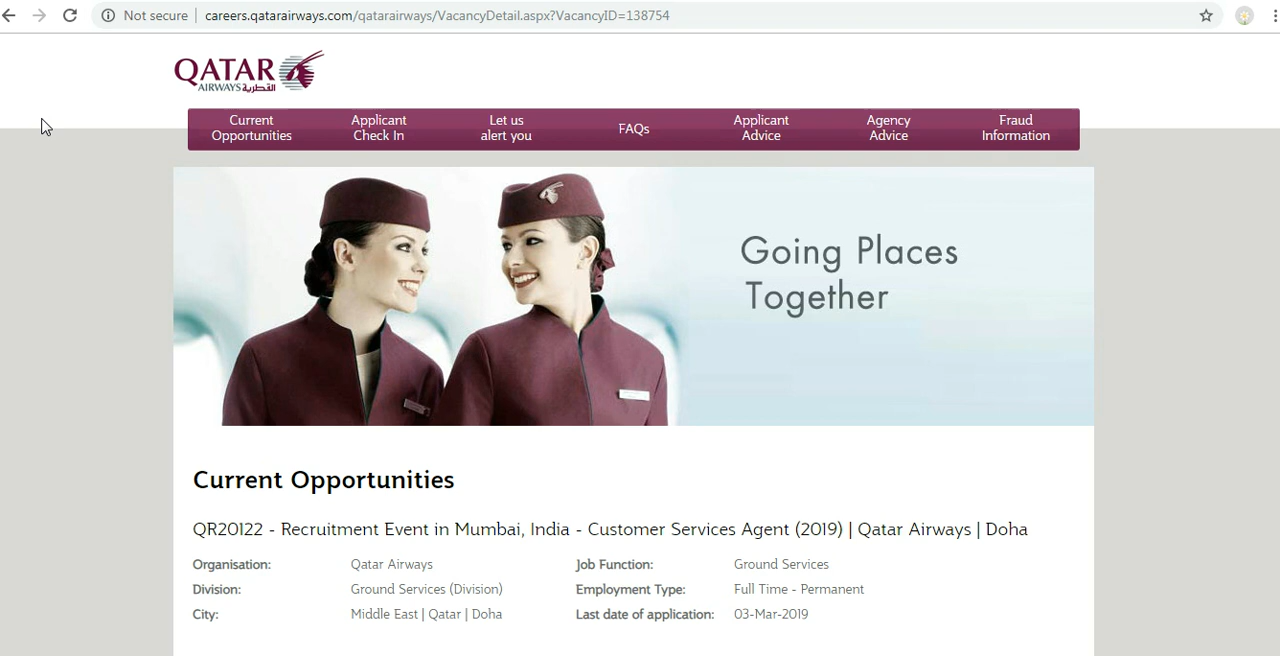 Not secure | careers.qatarairways.com/qatarairways/VacancyDetail.aspx?VacancyID=138754
QATAR
AIRWAYS القطرية
Current Opportunities
Applicant Check In
Let us alert you
FAQs
Applicant Advice
Agency Advice
Fraud Information
Going Places
Together
Current Opportunities
QR20122 - Recruitment Event in Mumbai, India - Customer Services Agent (2019) | Qatar Airways | Doha
Organisation: Qatar Airways Job Function: Ground Services
Division: Ground Services (Division) Employment Type: Full Time - Permanent
City: Middle East | Qatar | Doha Last date of application: 03-Mar-2019